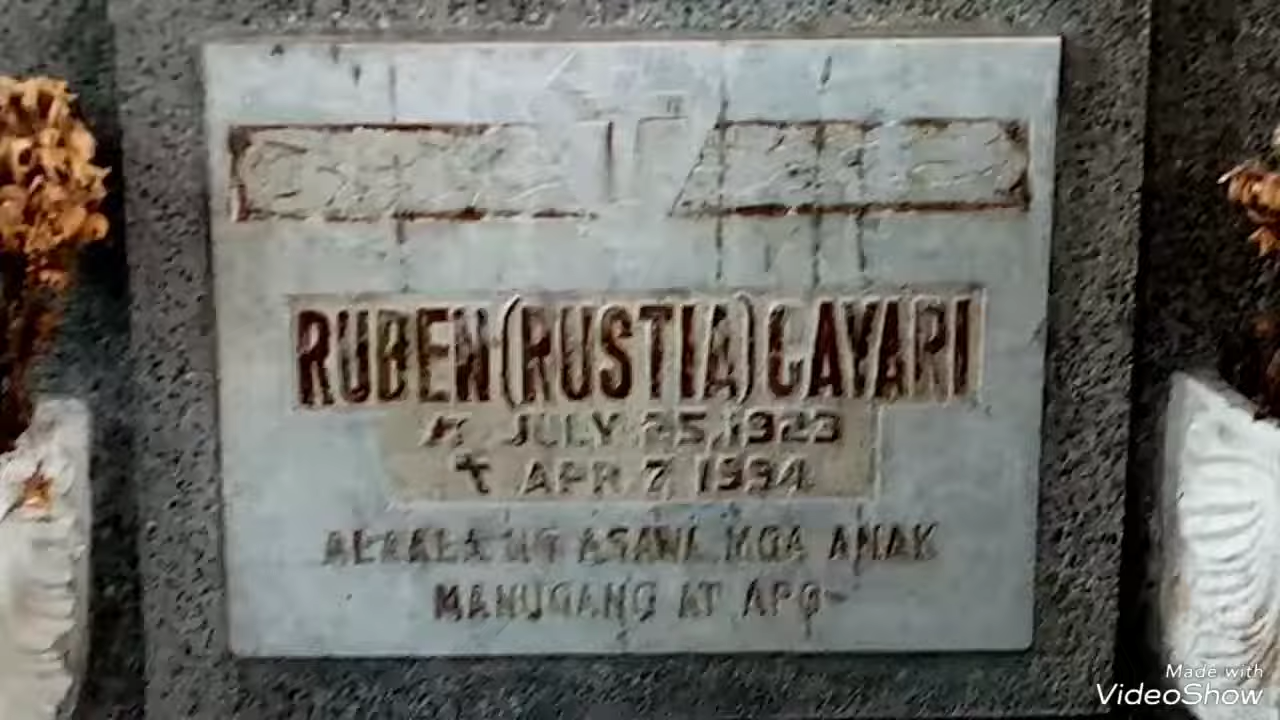 RUBEN (RUSTIA) CAYARI
JULY 25, 1923
APR 7, 1994
ALAALA NG ASAWA MGA ANAK
MANUGANG AT APO
Made with
VideoShow